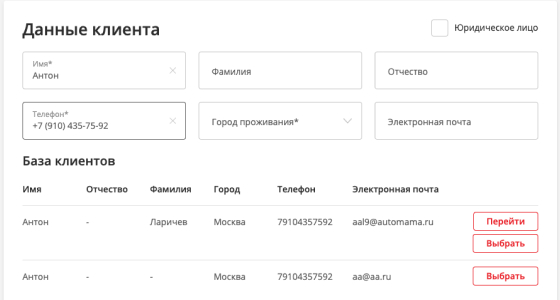 Данные клиента
Юридическое лицо
Имя*
Антон
Фамилия
Отчество
Телефон*
+7 (910) 435-75-92
Город проживания*
Электронная почта
База клиентов
Имя Отчество Фамилия Город Телефон Электронная почта
Антон - Ларичев Москва 79104357592 aal9@automama.ru Перейти
Выбрать
Антон - - Москва 79104357592 aa@aa.ru Выбрать